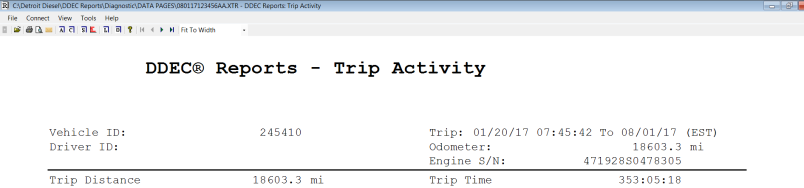 C:\Detroit Diesel\DDEC Reports\Diagnostic\DATA PAGES\080117123456AA.XTR - DDEC Reports: Trip Activity
File Connect View Tools Help
Fit To Width
DDEC® Reports - Trip Activity
Vehicle ID: 245410 Trip: 01/20/17 07:45:42 To 08/01/17 (EST)
Driver ID: Odometer: 18603.3 mi
Engine S/N: 471928S0478305
Trip Distance 18603.3 mi Trip Time 353:05:18